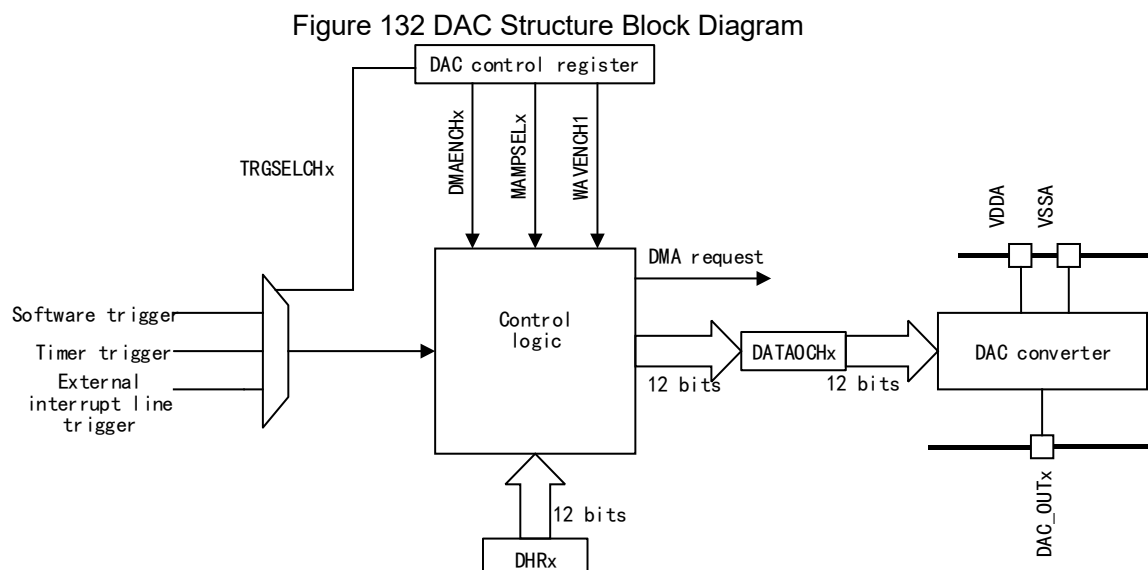 Figure 132 DAC Structure Block Diagram
DAC control register
TRGSELCHx
DMAENCHx
MAMPSELx
WAVENCH1
VDDA
VSSA
DMA request
Software trigger
Timer trigger
External
interrupt line
trigger
Control
logic
DATAOCHx
DAC converter
12 bits
12 bits
12 bits
DHRx
DAC_OUTx